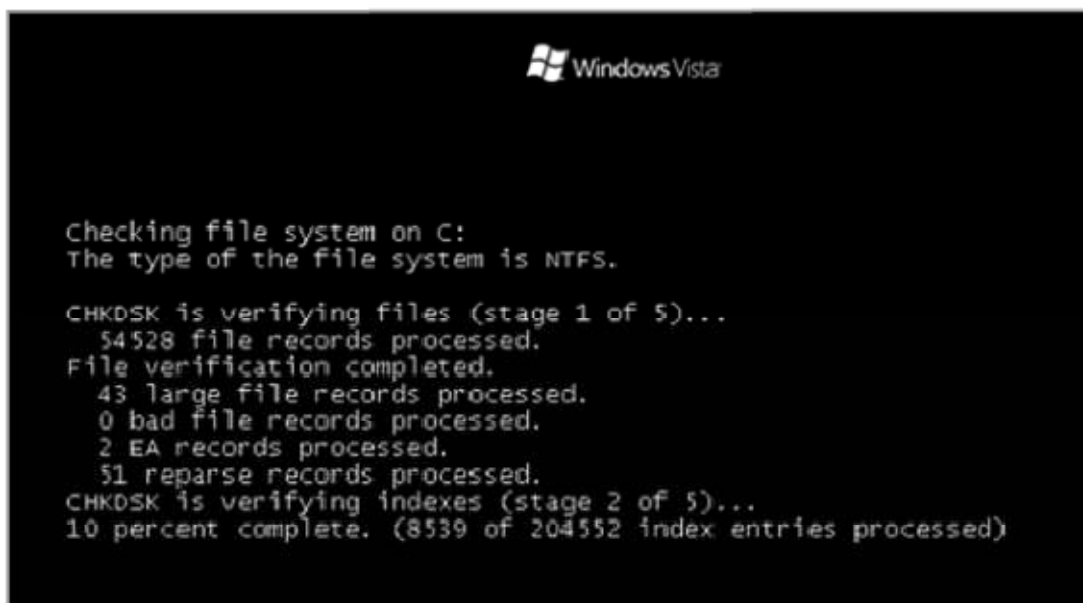 Windows Vista
Checking file system on C:
The type of the file system is NTFS.
CHKDSK is verifying files (stage 1 of 5)...
54528 file records processed.
File verification completed.
43 large file records processed.
0 bad file records processed.
2 EA records processed.
51 reparse records processed.
CHKDSK is verifying indexes (stage 2 of 5)...
10 percent complete. (8539 of 204552 index entries processed)